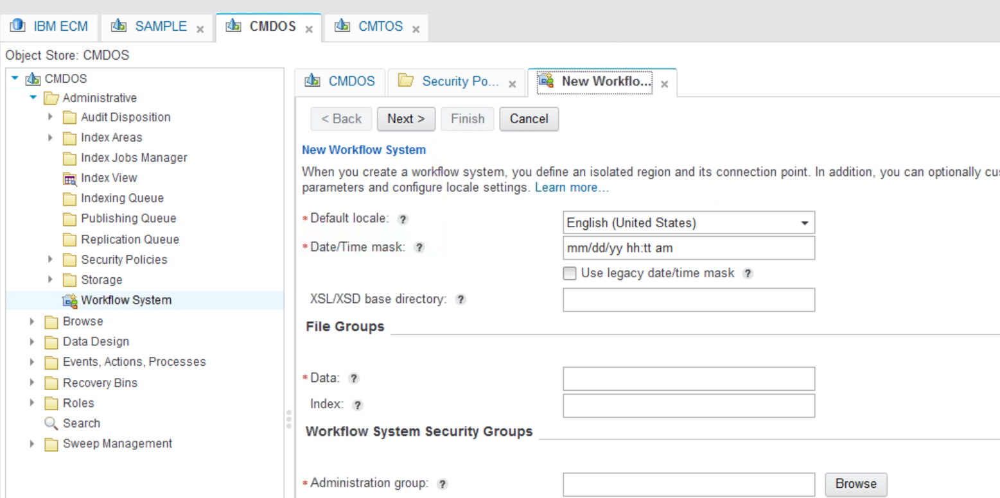 IBM ECM SAMPLE x CMDOS x CMTOS x
Object Store: CMDOS
CMDOS
Administrative
Audit Disposition
Index Areas
Index Jobs Manager
Index View
Indexing Queue
Publishing Queue
Replication Queue
Security Policies
Storage
Workflow System
Browse
Data Design
Events, Actions, Processes
Recovery Bins
Roles
Search
Sweep Management
CMDOS Security Po... x New Workflo... x
< Back Next > Finish Cancel
New Workflow System
When you create a workflow system, you define an isolated region and its connection point. In addition, you can optionally
parameters and configure locale settings. Learn more...
* Default locale: ? English (United States)
* Date/Time mask: ? mm/dd/yy hh:tt am
Use legacy date/time mask ?
XSL/XSD base directory: ?
File Groups
* Data: ?
Index: ?
Workflow System Security Groups
* Administration group: ? Browse